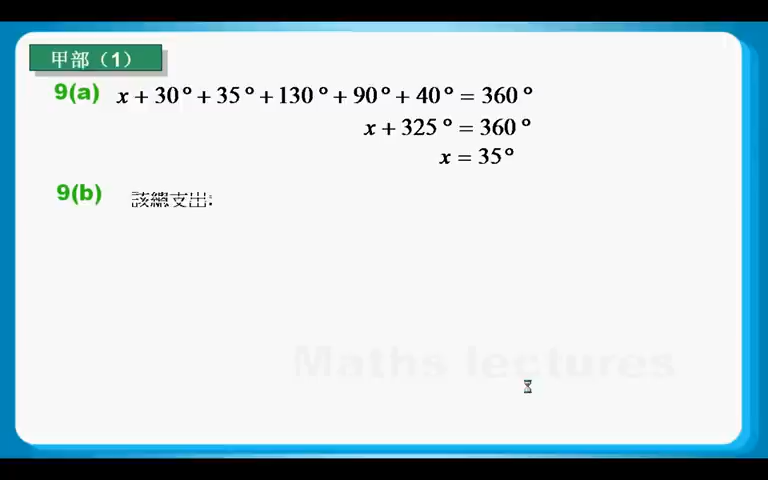 甲部（1）
9(a) x + 30° + 35° + 130° + 90° + 40° = 360°
x + 325° = 360°
x = 35°
9(b) 該總支出:
Maths lectures